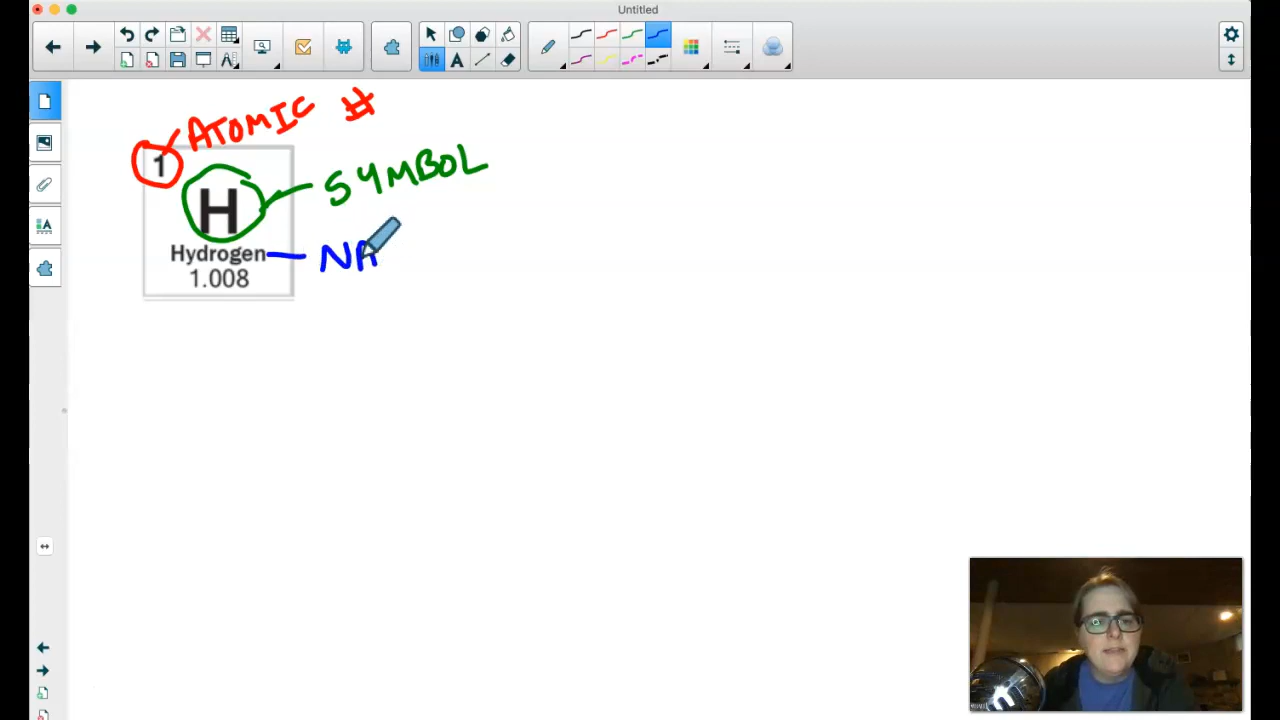 Untitled
ATOMIC #
1
SYMBOL
H
Hydrogen
NA
1.008